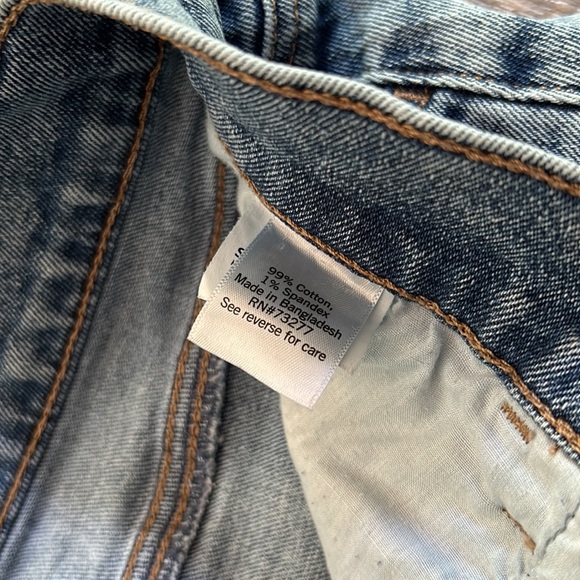 99% Cotton,
1% Spandex
Made in Bangladesh
RN#73277
See reverse for care